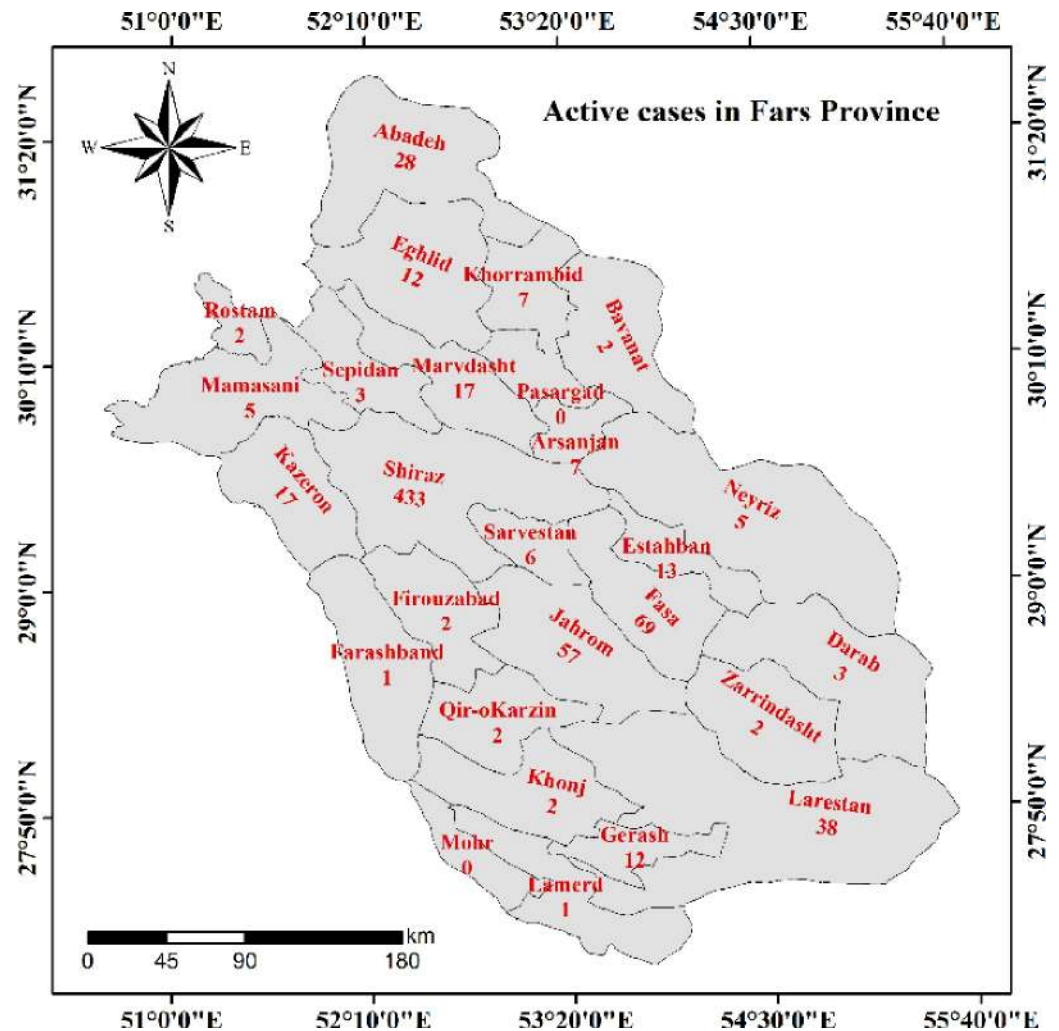 51°0'0"E 52°10'0"E 53°20'0"E 54°30'0"E 55°40'0"E
Active cases in Fars Province
N
W E
S
31°20'0"N
30°10'0"N
29°0'0"N
27°50'0"N
31°20'0"N
30°10'0"N
29°0'0"N
27°50'0"N
Abadeh
28
Eghlid
12
Khorrambid
7
Bavanat
2
Rostam
2
Mamasani
5
Sepidan
3
Marvdasht
17
Pasargad
0
Arsanjan
7
Kazeron
17
Shiraz
433
Neyriz
5
Sarvestan
6
Estahban
13
Fasa
69
Firouzabad
2
Jahrom
57
Farashband
1
Darab
3
Zarrindasht
2
Qir-oKarzin
2
Khonj
2
Larestan
38
Gerash
12
Mohr
0
Lamerd
1
km
0 45 90 180
51°0'0"E 52°10'0"E 53°20'0"E 54°30'0"E 55°40'0"E